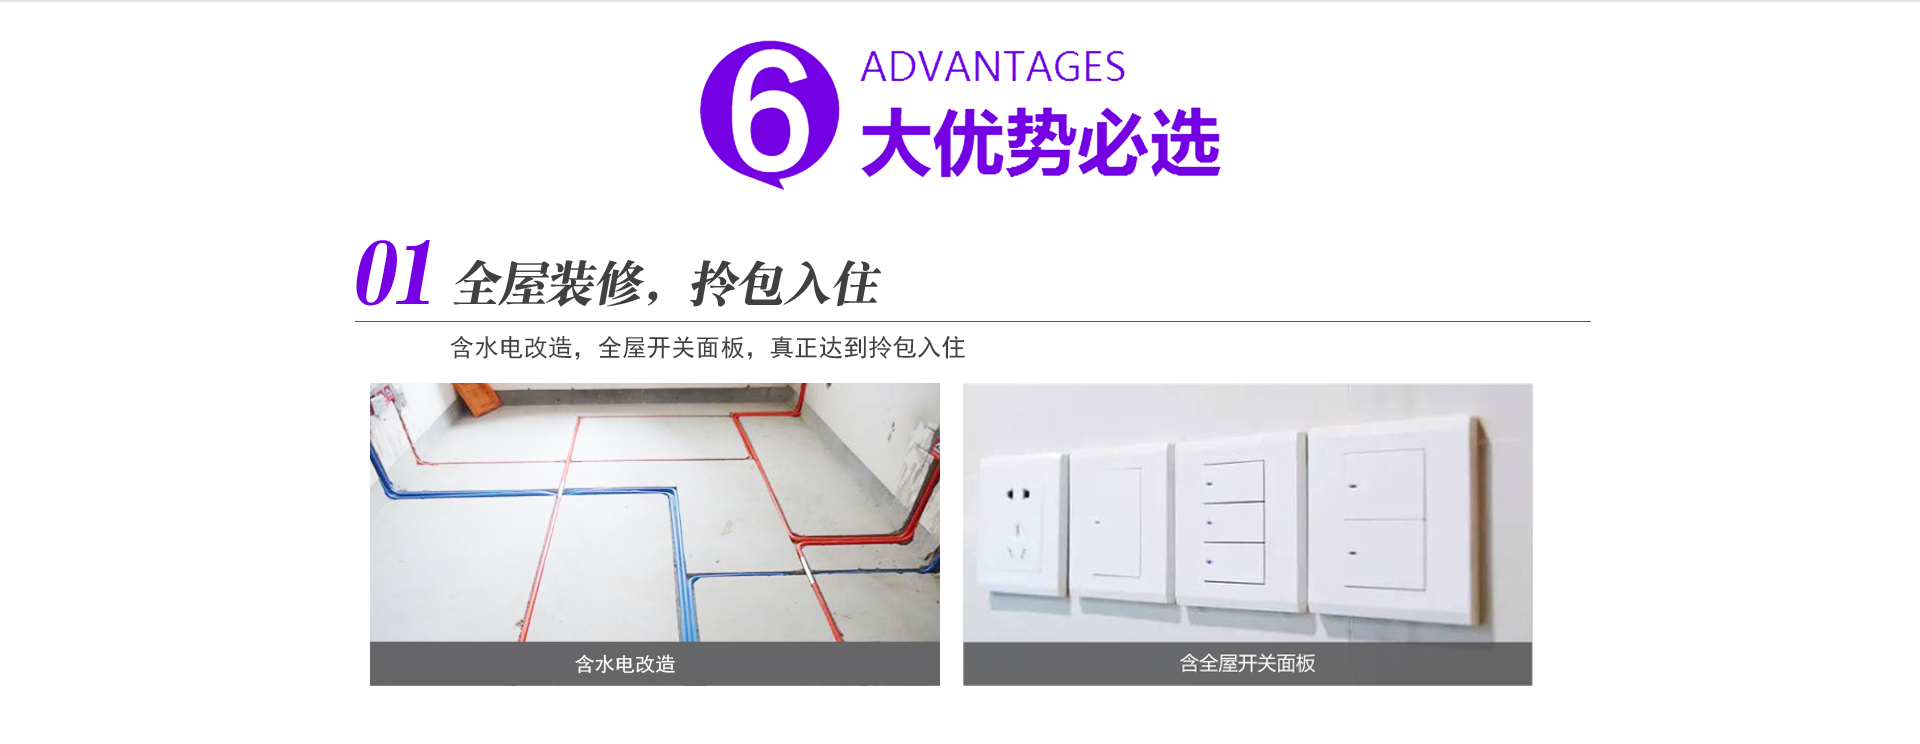 6
ADVANTAGES
大优势必选
01 全屋装修，拎包入住
含水电改造，全屋开关面板，真正达到拎包入住
含水电改造
含全屋开关面板